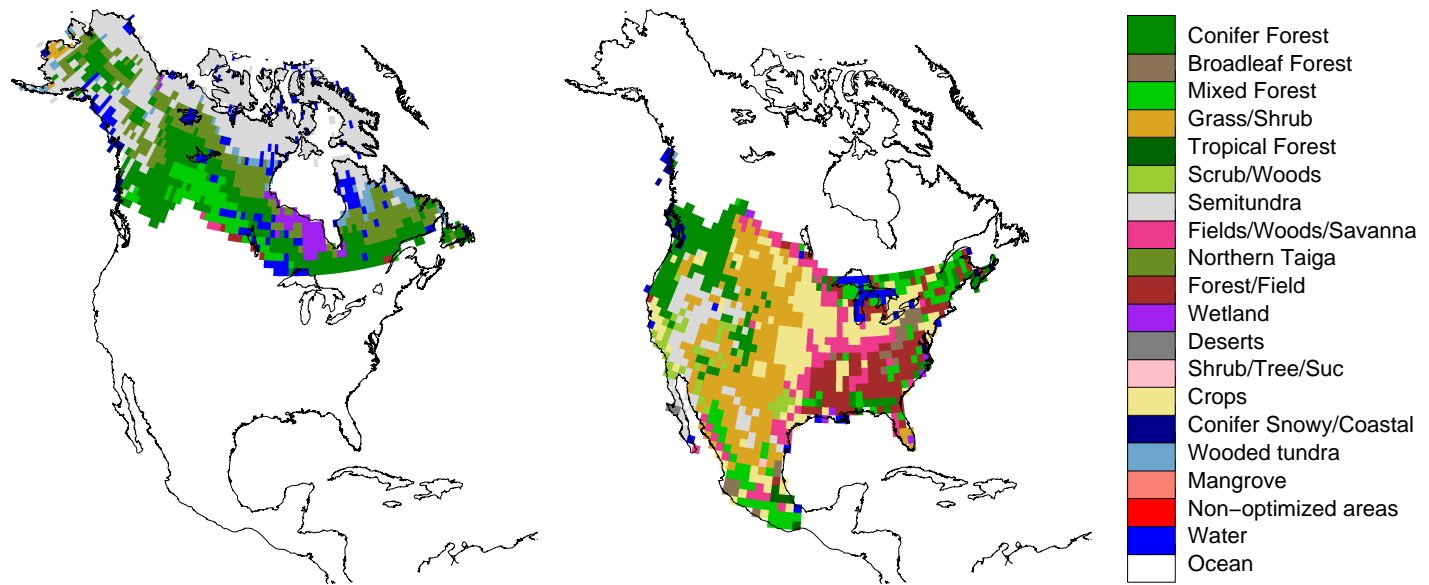 Conifer Forest
Broadleaf Forest
Mixed Forest
Grass/Shrub
Tropical Forest
Scrub/Woods
Semitundra
Fields/Woods/Savanna
Northern Taiga
Forest/Field
Wetland
Deserts
Shrub/Tree/Suc
Crops
Conifer Snowy/Coastal
Wooded tundra
Mangrove
Non−optimized areas
Water
Ocean